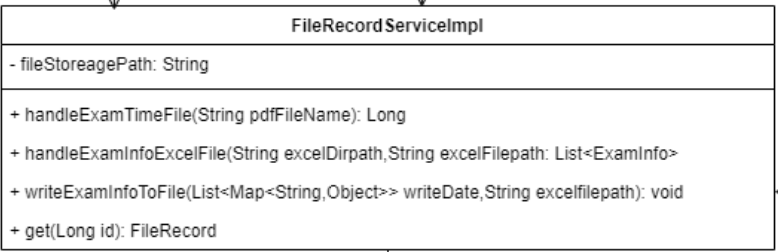 FileRecordServiceImpl
- fileStoreagePath: String
+ handleExamTimeFile(String pdfFileName): Long
+ handleExamInfoExcelFile(String excelDirpath,String excelFilepath: List<ExamInfo>
+ writeExamInfoToFile(List<Map<String,Object>> writeDate,String excelfilepath): void
+ get(Long id): FileRecord